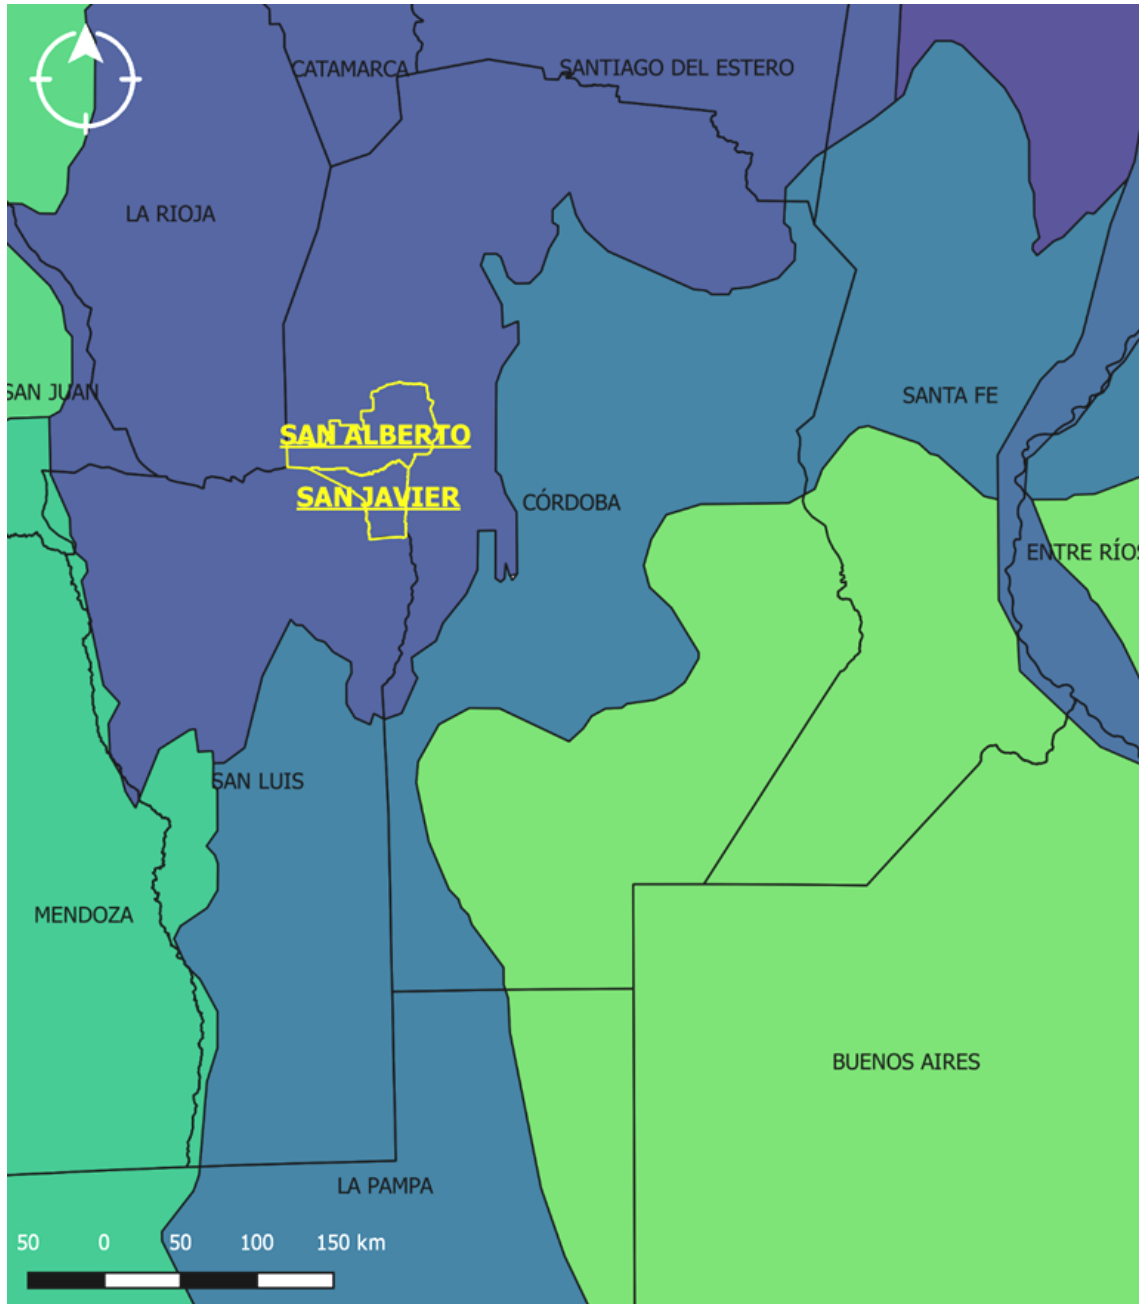 CATAMARCA
SANTIAGO DEL ESTERO
LA RIOJA
SAN JUAN
SANTA FE
SAN ALBERTO
SAN JAVIER
CÓRDOBA
ENTRE RÍOS
SAN LUIS
MENDOZA
BUENOS AIRES
LA PAMPA
50 0 50 100 150 km